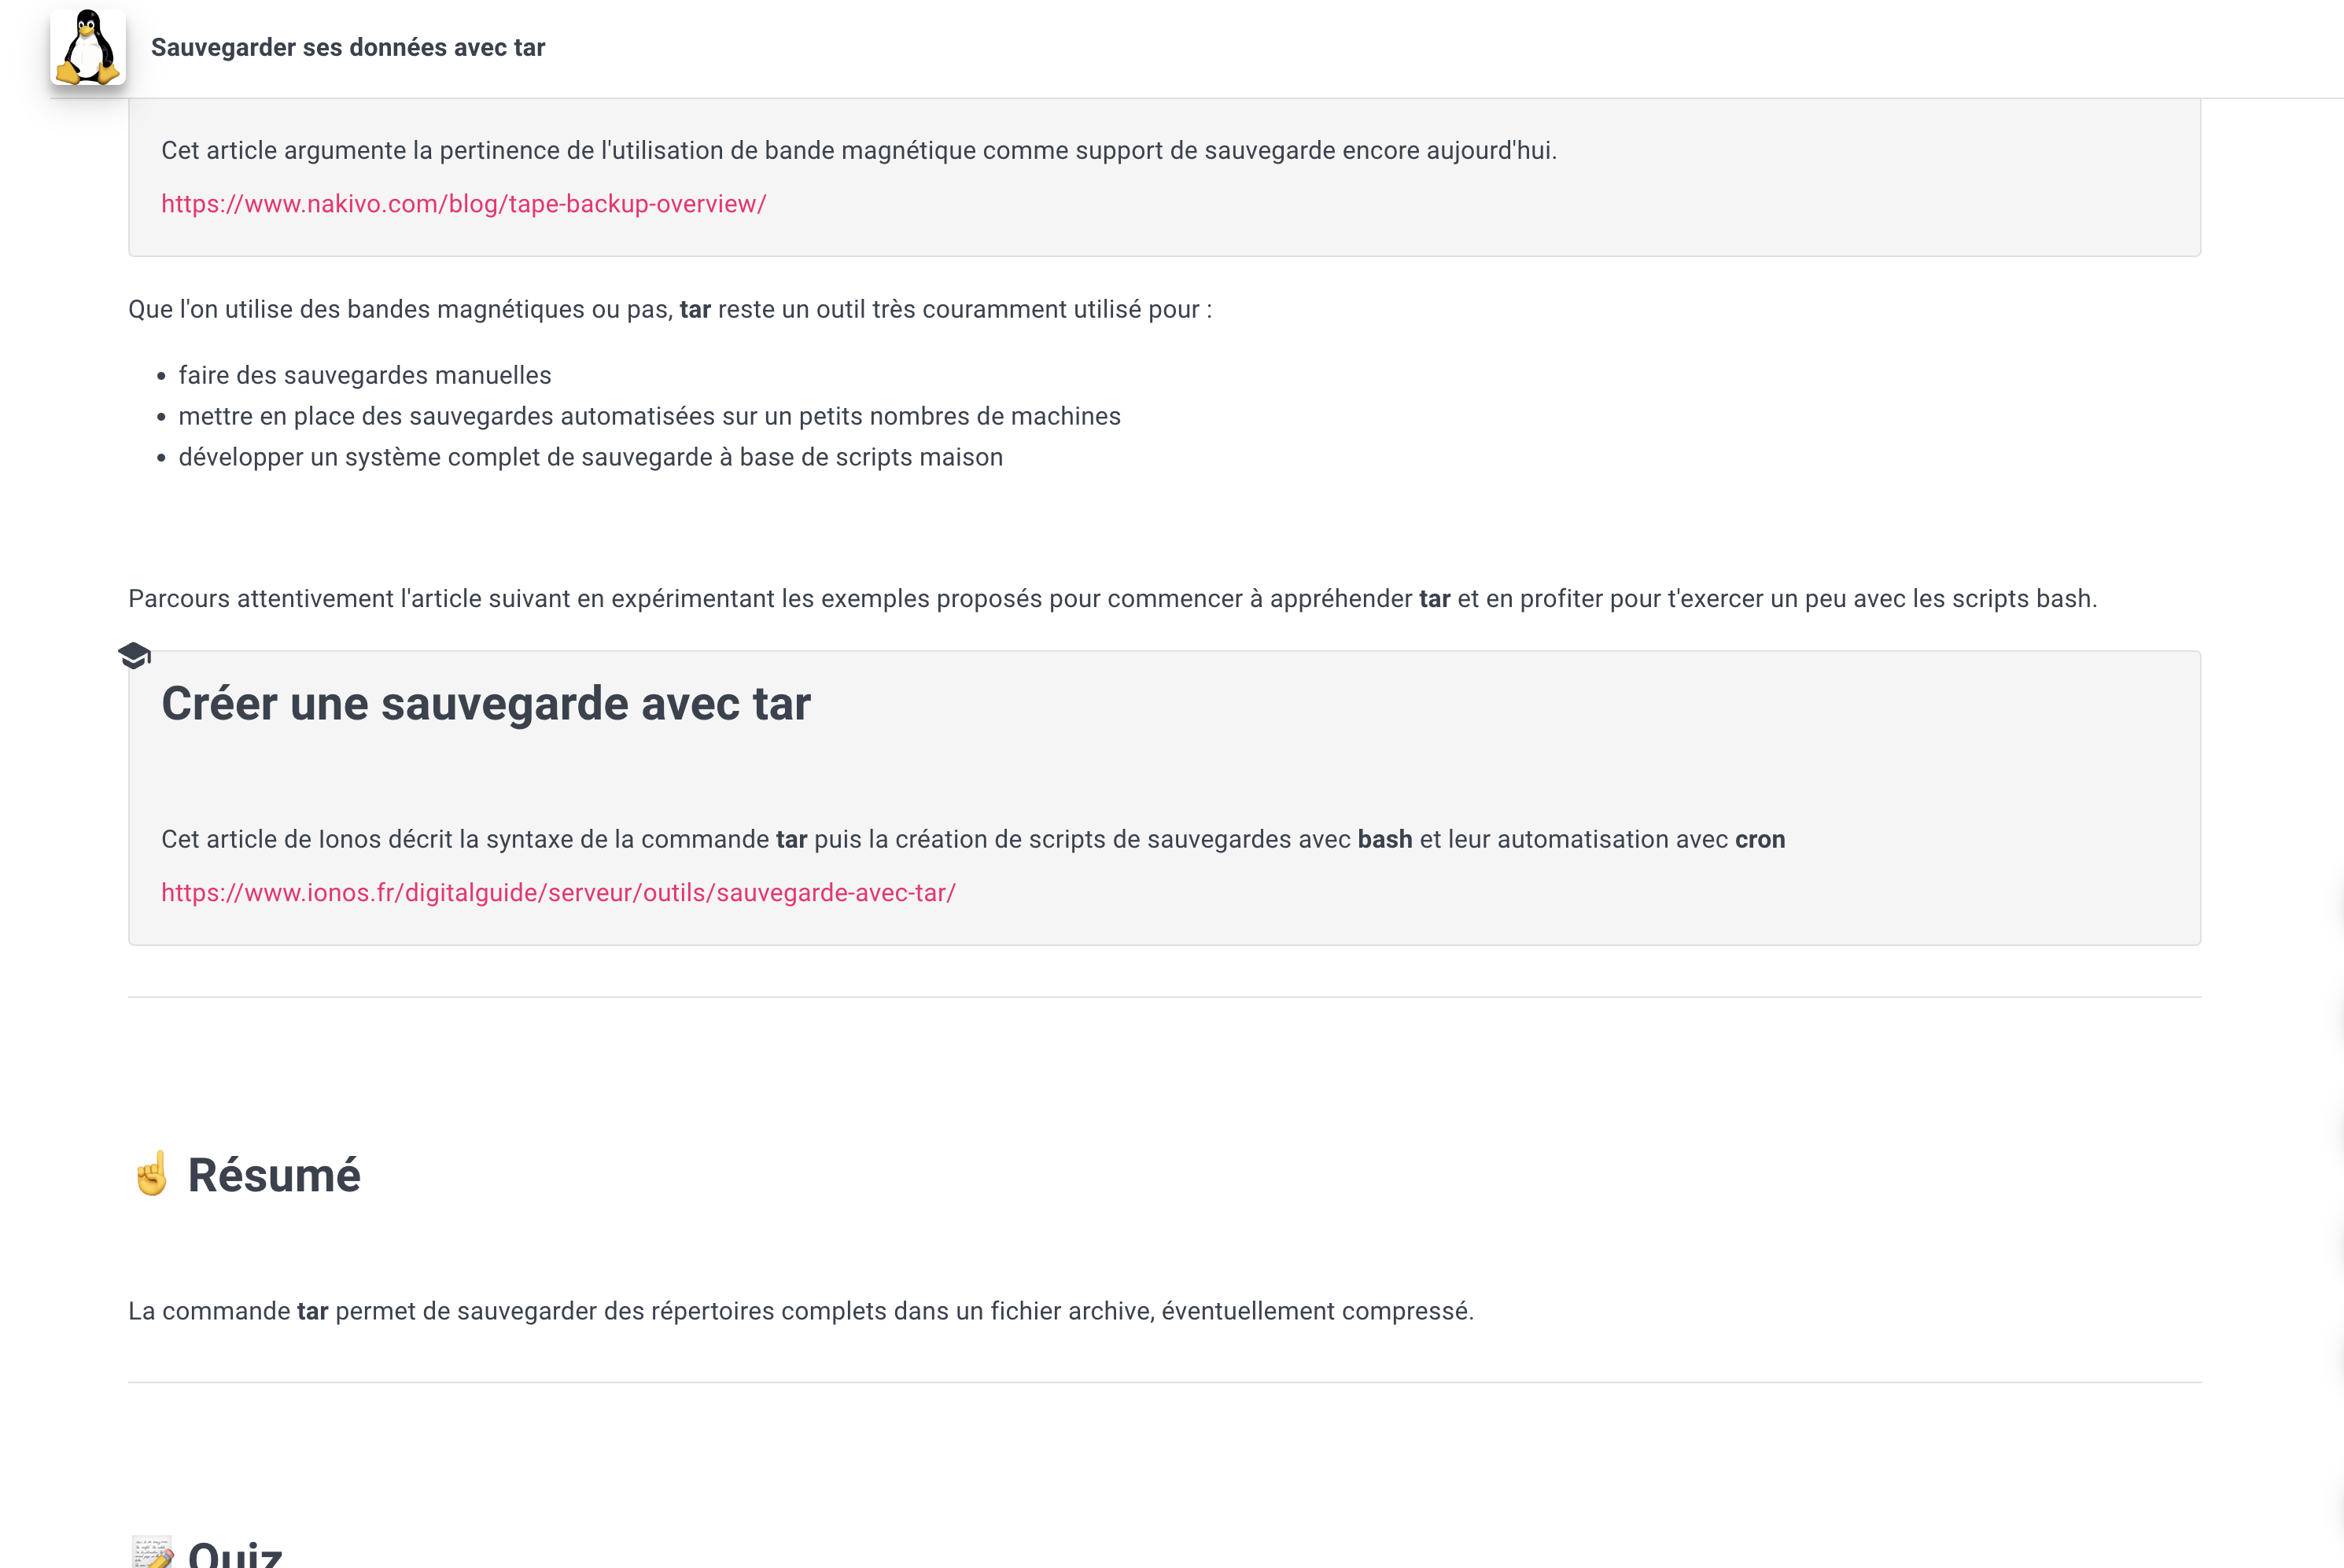 Sauvegarder ses données avec tar
Cet article argumente la pertinence de l'utilisation de bande magnétique comme support de sauvegarde encore aujourd'hui.
https://www.nakivo.com/blog/tape-backup-overview/
Que l'on utilise des bandes magnétiques ou pas, tar reste un outil très couramment utilisé pour :
• faire des sauvegardes manuelles
• mettre en place des sauvegardes automatisées sur un petits nombres de machines
• développer un système complet de sauvegarde à base de scripts maison
Parcours attentivement l'article suivant en expérimentant les exemples proposés pour commencer à appréhender tar et en profiter pour t'exercer un peu avec les scripts bash.
Créer une sauvegarde avec tar
Cet article de Ionos décrit la syntaxe de la commande tar puis la création de scripts de sauvegardes avec bash et leur automatisation avec cron
https://www.ionos.fr/digitalguide/serveur/outils/sauvegarde-avec-tar/
☝️ Résumé
La commande tar permet de sauvegarder des répertoires complets dans un fichier archive, éventuellement compressé.
📝 Quiz